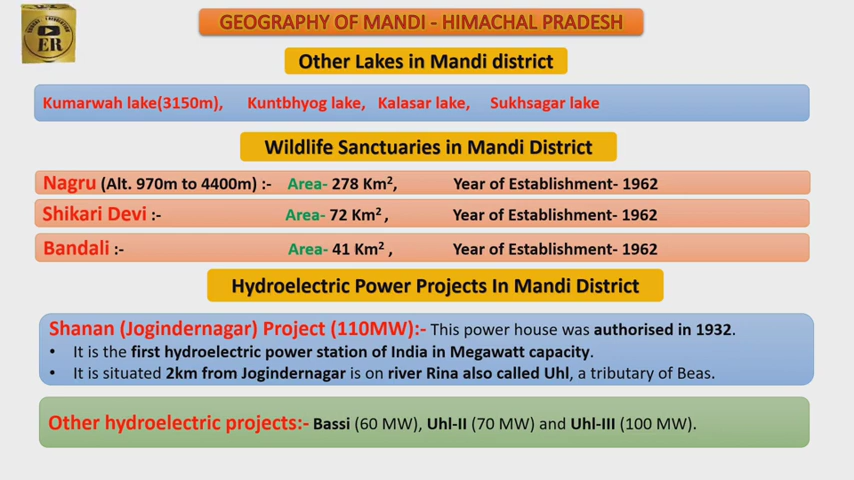 GEOGRAPHY OF MANDI - HIMACHAL PRADESH
ER
Other Lakes in Mandi district
Kumarwah lake(3150m), Kuntbhyog lake, Kalasar lake, Sukhsagar lake
Wildlife Sanctuaries in Mandi District
Nagru (Alt. 970m to 4400m) :- Area- 278 Km², Year of Establishment- 1962
Shikari Devi :- Area- 72 Km² , Year of Establishment- 1962
Bandali :- Area- 41 Km² , Year of Establishment- 1962
Hydroelectric Power Projects In Mandi District
Shanan (Jogindernagar) Project (110MW):- This power house was authorised in 1932.
• It is the first hydroelectric power station of India in Megawatt capacity.
• It is situated 2km from Jogindernagar is on river Rina also called Uhl, a tributary of Beas.
Other hydroelectric projects:- Bassi (60 MW), Uhl-II (70 MW) and Uhl-III (100 MW).